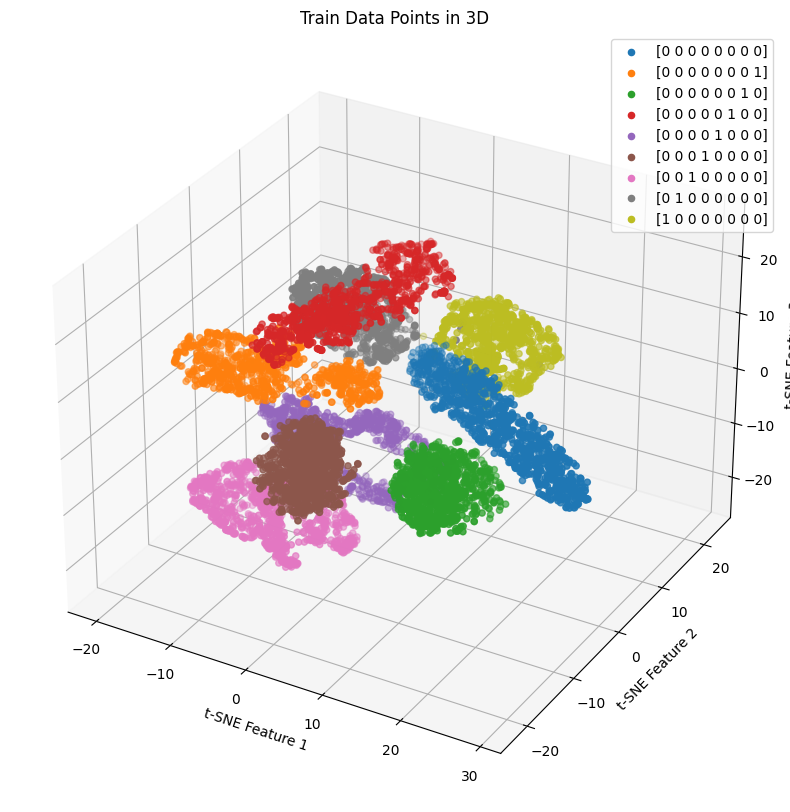 Train Data Points in 3D
[0 0 0 0 0 0 0 0]
[0 0 0 0 0 0 0 1]
[0 0 0 0 0 0 1 0]
[0 0 0 0 0 1 0 0]
[0 0 0 0 1 0 0 0]
[0 0 0 1 0 0 0 0]
[0 0 1 0 0 0 0 0]
[0 1 0 0 0 0 0 0]
[1 0 0 0 0 0 0 0]
20
10
0
−10
−20
t-SNE Feature
20
10
0
−10
−20
t-SNE Feature 2
−20
−10
0
10
20
30
t-SNE Feature 1